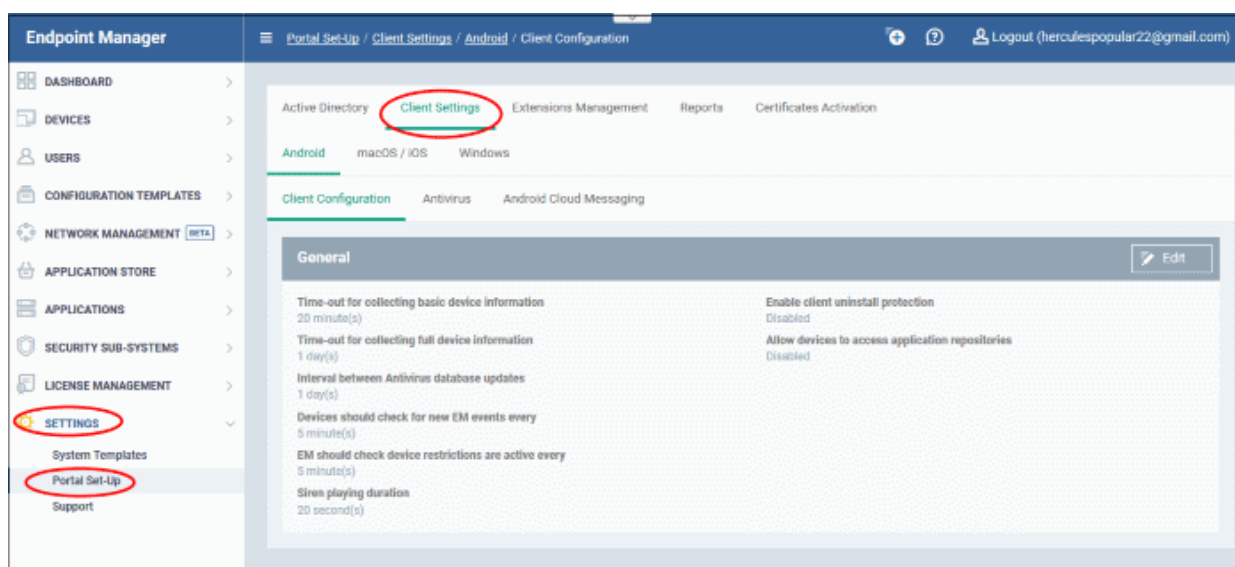 Endpoint Manager
Portal Set-Up / Client Settings / Android / Client Configuration
Logout (herculespopular22@gmail.com)
DASHBOARD
DEVICES
USERS
CONFIGURATION TEMPLATES
NETWORK MANAGEMENT BETA
APPLICATION STORE
APPLICATIONS
SECURITY SUB-SYSTEMS
LICENSE MANAGEMENT
SETTINGS
System Templates
Portal Set-Up
Support
Active Directory Client Settings Extensions Management Reports Certificates Activation
Android macOS / iOS Windows
Client Configuration Antivirus Android Cloud Messaging
General Edit
Time-out for collecting basic device information
20 minute(s)
Time-out for collecting full device information
1 day(s)
Interval between Antivirus database updates
1 day(s)
Devices should check for new EM events every
5 minute(s)
EM should check device restrictions are active every
5 minute(s)
Siren playing duration
20 second(s)
Enable client uninstall protection
Disabled
Allow devices to access application repositories
Disabled